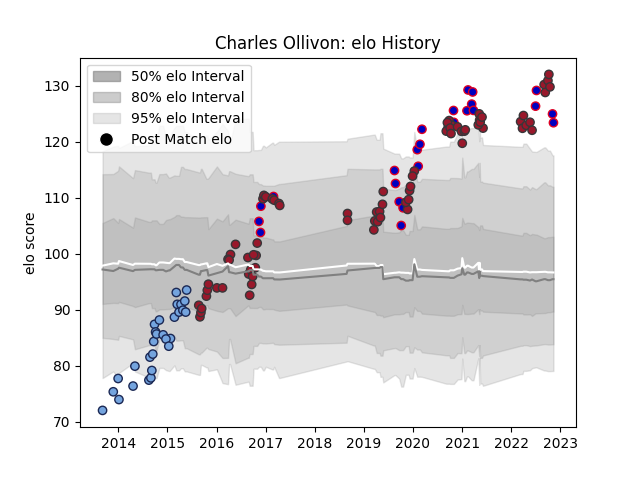 Charles Ollivon: elo History
50% elo Interval
80% elo Interval
95% elo Interval
Post Match elo
elo score
130
120
110
100
90
80
70
2014 2015 2016 2017 2018 2019 2020 2021 2022 2023